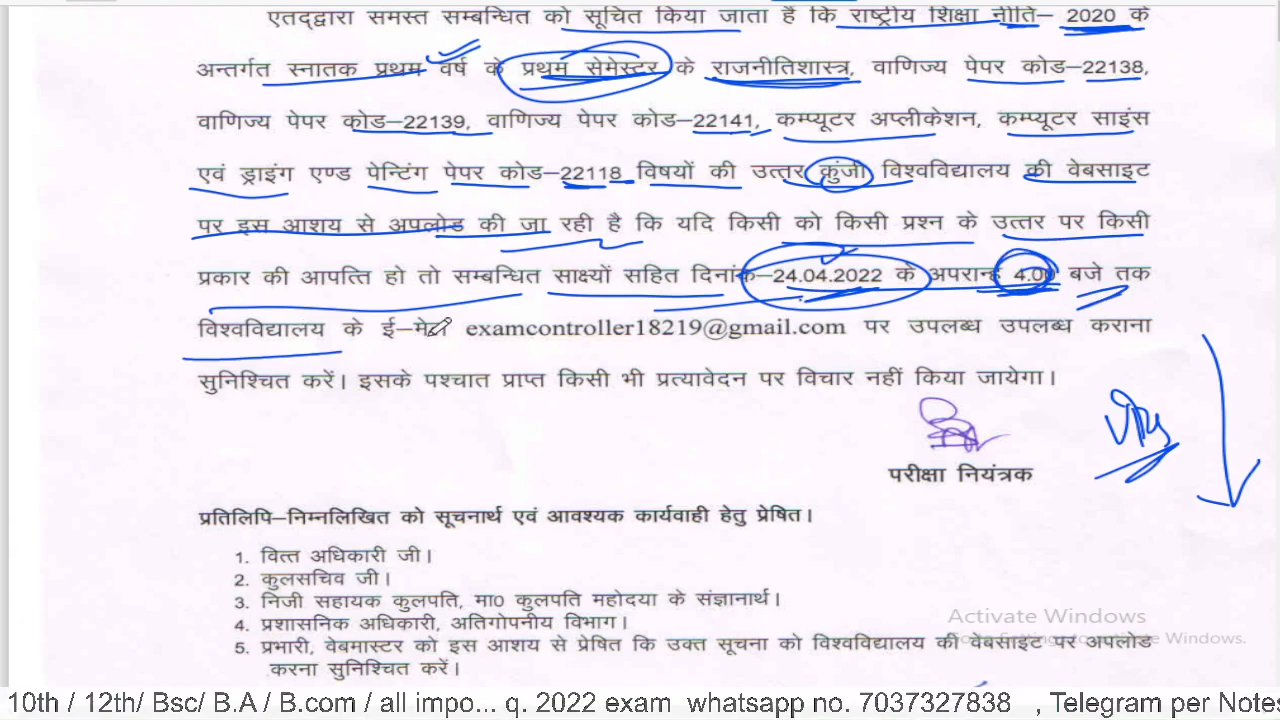 एतद्द्वारा समस्त सम्बन्धित को सूचित किया जाता है कि राष्ट्रीय शिक्षा नीति– 2020 के
अन्तर्गत स्नातक प्रथम वर्ष के प्रथम सेमेस्टर के राजनीतिशास्त्र, वाणिज्य पेपर कोड–22138,
वाणिज्य पेपर कोड–22139, वाणिज्य पेपर कोड–22141, कम्प्यूटर अप्लीकेशन, कम्प्यूटर साइंस
एवं ड्राइंग एण्ड पेन्टिंग पेपर कोड–22118 विषयों की उत्तर कुंजी विश्वविद्यालय की वेबसाइट
पर इस आशय से अपलोड की जा रही है कि यदि किसी को किसी प्रश्न के उत्तर पर किसी
प्रकार की आपत्ति हो तो सम्बन्धित साक्ष्यों सहित दिनांक–24.04.2022 के अपरान्ह 4.00 बजे तक
विश्वविद्यालय के ई–मेल examcontroller18219@gmail.com पर उपलब्ध उपलब्ध कराना
सुनिश्चित करें। इसके पश्चात प्राप्त किसी भी प्रत्यावेदन पर विचार नहीं किया जायेगा।
परीक्षा नियंत्रक
प्रतिलिपि–निम्नलिखित को सूचनार्थ एवं आवश्यक कार्यवाही हेतु प्रेषित।
1. वित्त अधिकारी जी।
2. कुलसचिव जी।
3. निजी सहायक कुलपति, मा0 कुलपति महोदया के संज्ञानार्थ।
4. प्रशासनिक अधिकारी, अतिगोपनीय विभाग।
5. प्रभारी, वेबमास्टर को इस आशय से प्रेषित कि उक्त सूचना को विश्वविद्यालय की वेबसाइट पर अपलोड
करना सुनिश्चित करें।
Activate Windows
Go to Settings to activate Windows.
10th / 12th/ Bsc/ B.A / B.com / all impo... q. 2022 exam whatsapp no. 7037327838 , Telegram per Notes